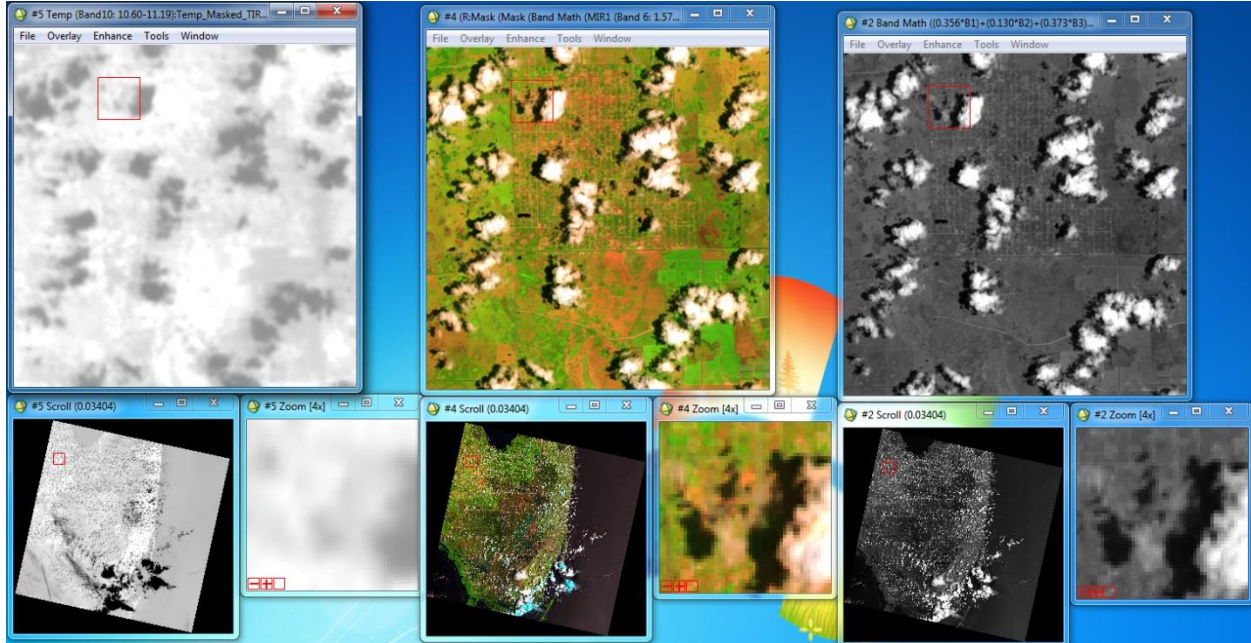 #5 Temp (Band10: 10.60-11.19):Temp_Masked_TIR...
File Overlay Enhance Tools Window
#4 (R:Mask (Mask (Band Math (MIR1 (Band 6: 1.57...
File Overlay Enhance Tools Window
#2 Band Math ((0.356*B1)+(0.130*B2)+(0.373*B3)...
File Overlay Enhance Tools Window
#5 Scroll (0.03404)
#5 Zoom [4x]
#4 Scroll (0.03404)
#4 Zoom [4x]
#2 Scroll (0.03404)
#2 Zoom [4x]